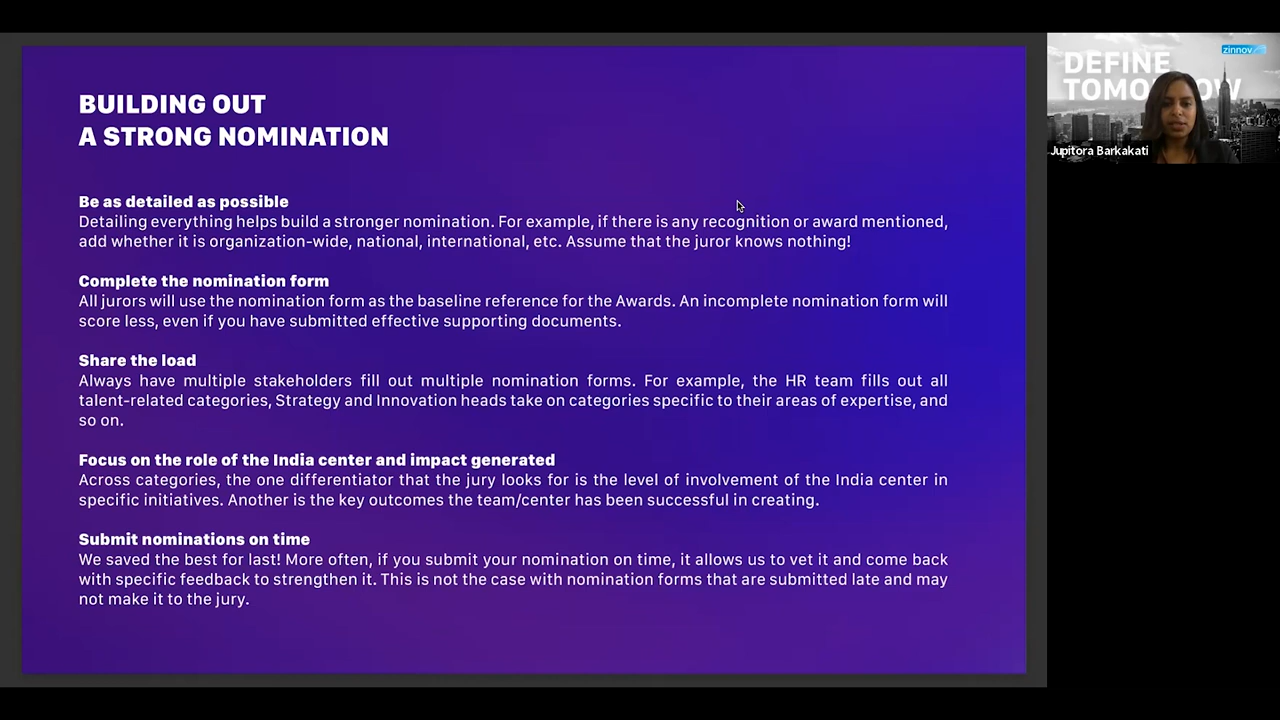 BUILDING OUT
A STRONG NOMINATION
Be as detailed as possible
Detailing everything helps build a stronger nomination. For example, if there is any recognition or award mentioned,
add whether it is organization-wide, national, international, etc. Assume that the juror knows nothing!
Complete the nomination form
All jurors will use the nomination form as the baseline reference for the Awards. An incomplete nomination form will
score less, even if you have submitted effective supporting documents.
Share the load
Always have multiple stakeholders fill out multiple nomination forms. For example, the HR team fills out all
talent-related categories, Strategy and Innovation heads take on categories specific to their areas of expertise, and
so on.
Focus on the role of the India center and impact generated
Across categories, the one differentiator that the jury looks for is the level of involvement of the India center in
specific initiatives. Another is the key outcomes the team/center has been successful in creating.
Submit nominations on time
We saved the best for last! More often, if you submit your nomination on time, it allows us to vet it and come back
with specific feedback to strengthen it. This is not the case with nomination forms that are submitted late and may
not make it to the jury.
zinnov
DEFINE
Jupitora Barkakati